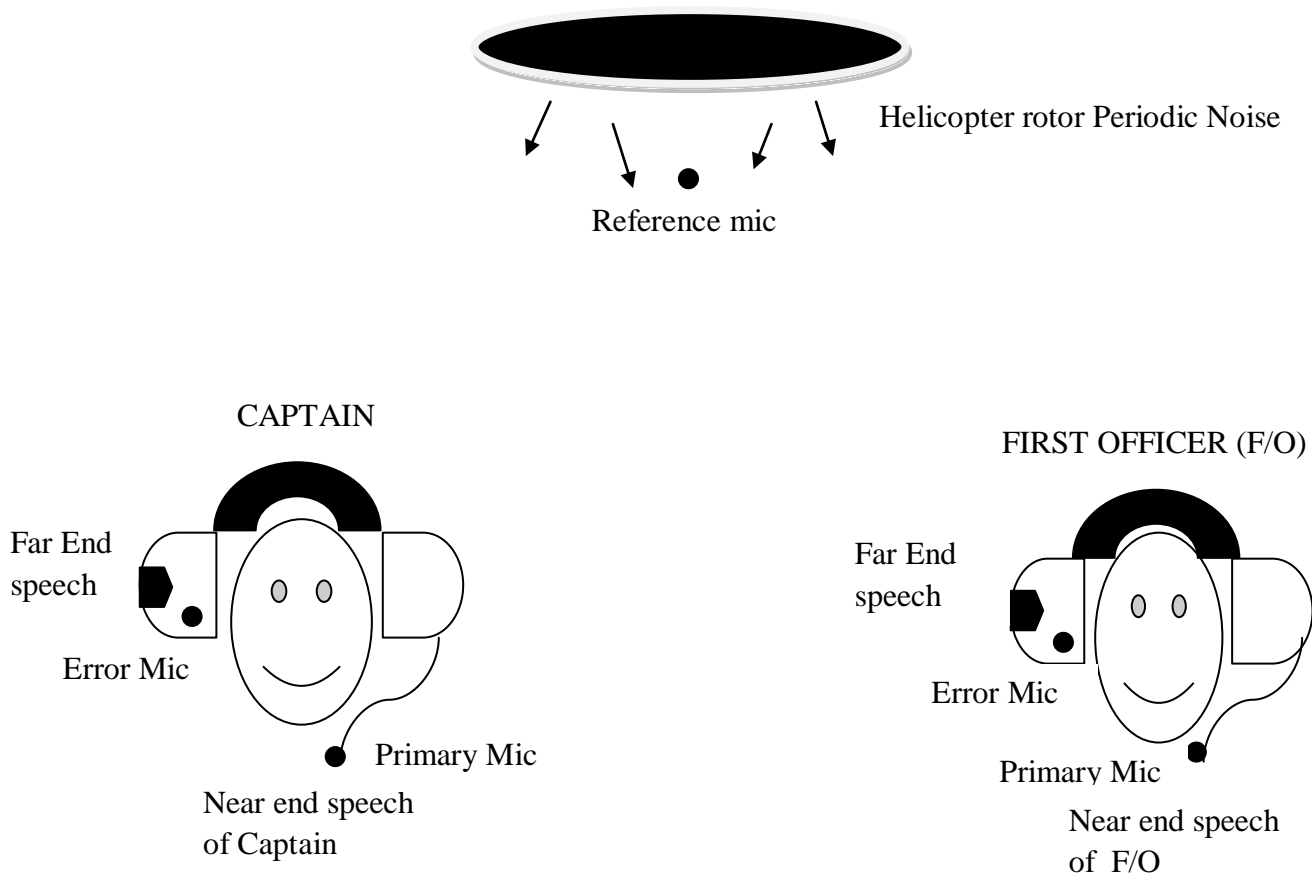 Helicopter rotor Periodic Noise
Reference mic
CAPTAIN
Far End
speech
Error Mic
Primary Mic
Near end speech
of Captain
FIRST OFFICER (F/O)
Far End
speech
Error Mic
Primary Mic
Near end speech
of F/O